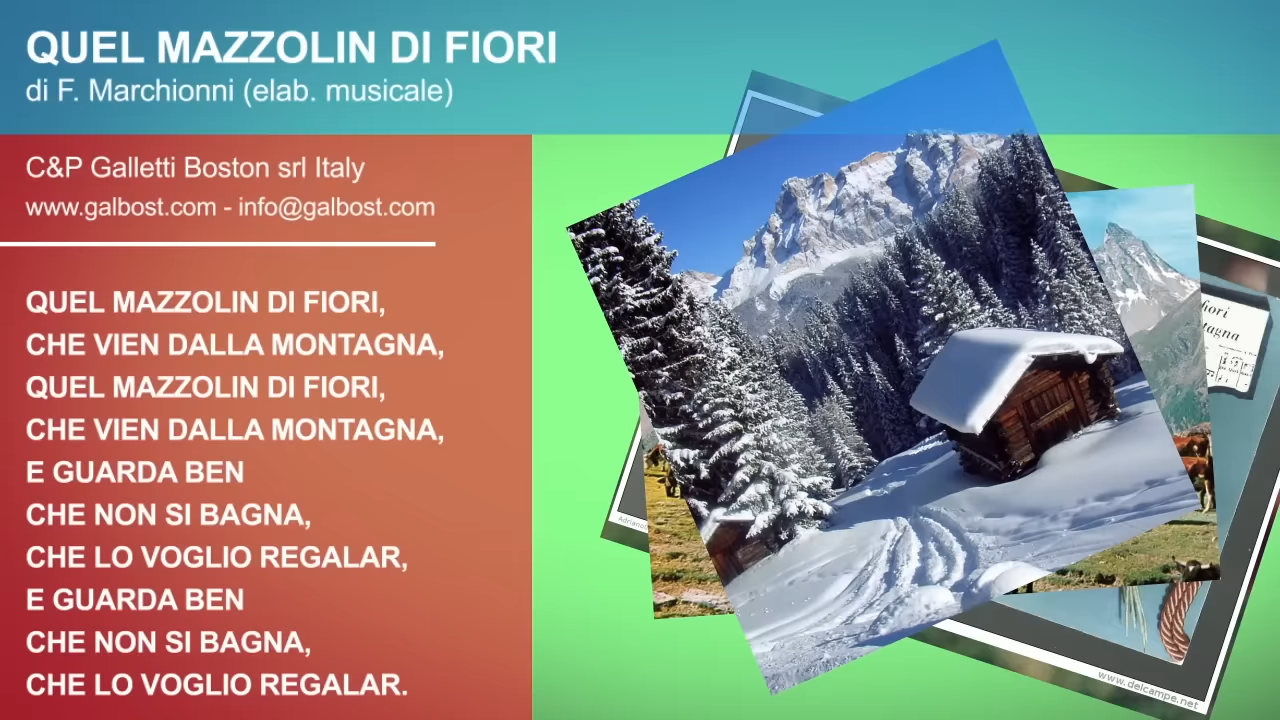 QUEL MAZZOLIN DI FIORI
di F. Marchionni (elab. musicale)
C&P Galletti Boston srl Italy
www.galbost.com - info@galbost.com
QUEL MAZZOLIN DI FIORI,
CHE VIEN DALLA MONTAGNA,
QUEL MAZZOLIN DI FIORI,
CHE VIEN DALLA MONTAGNA,
E GUARDA BEN
CHE NON SI BAGNA,
CHE LO VOGLIO REGALAR,
E GUARDA BEN
CHE NON SI BAGNA,
CHE LO VOGLIO REGALAR.
fiori
tagna
www.delcampe.net